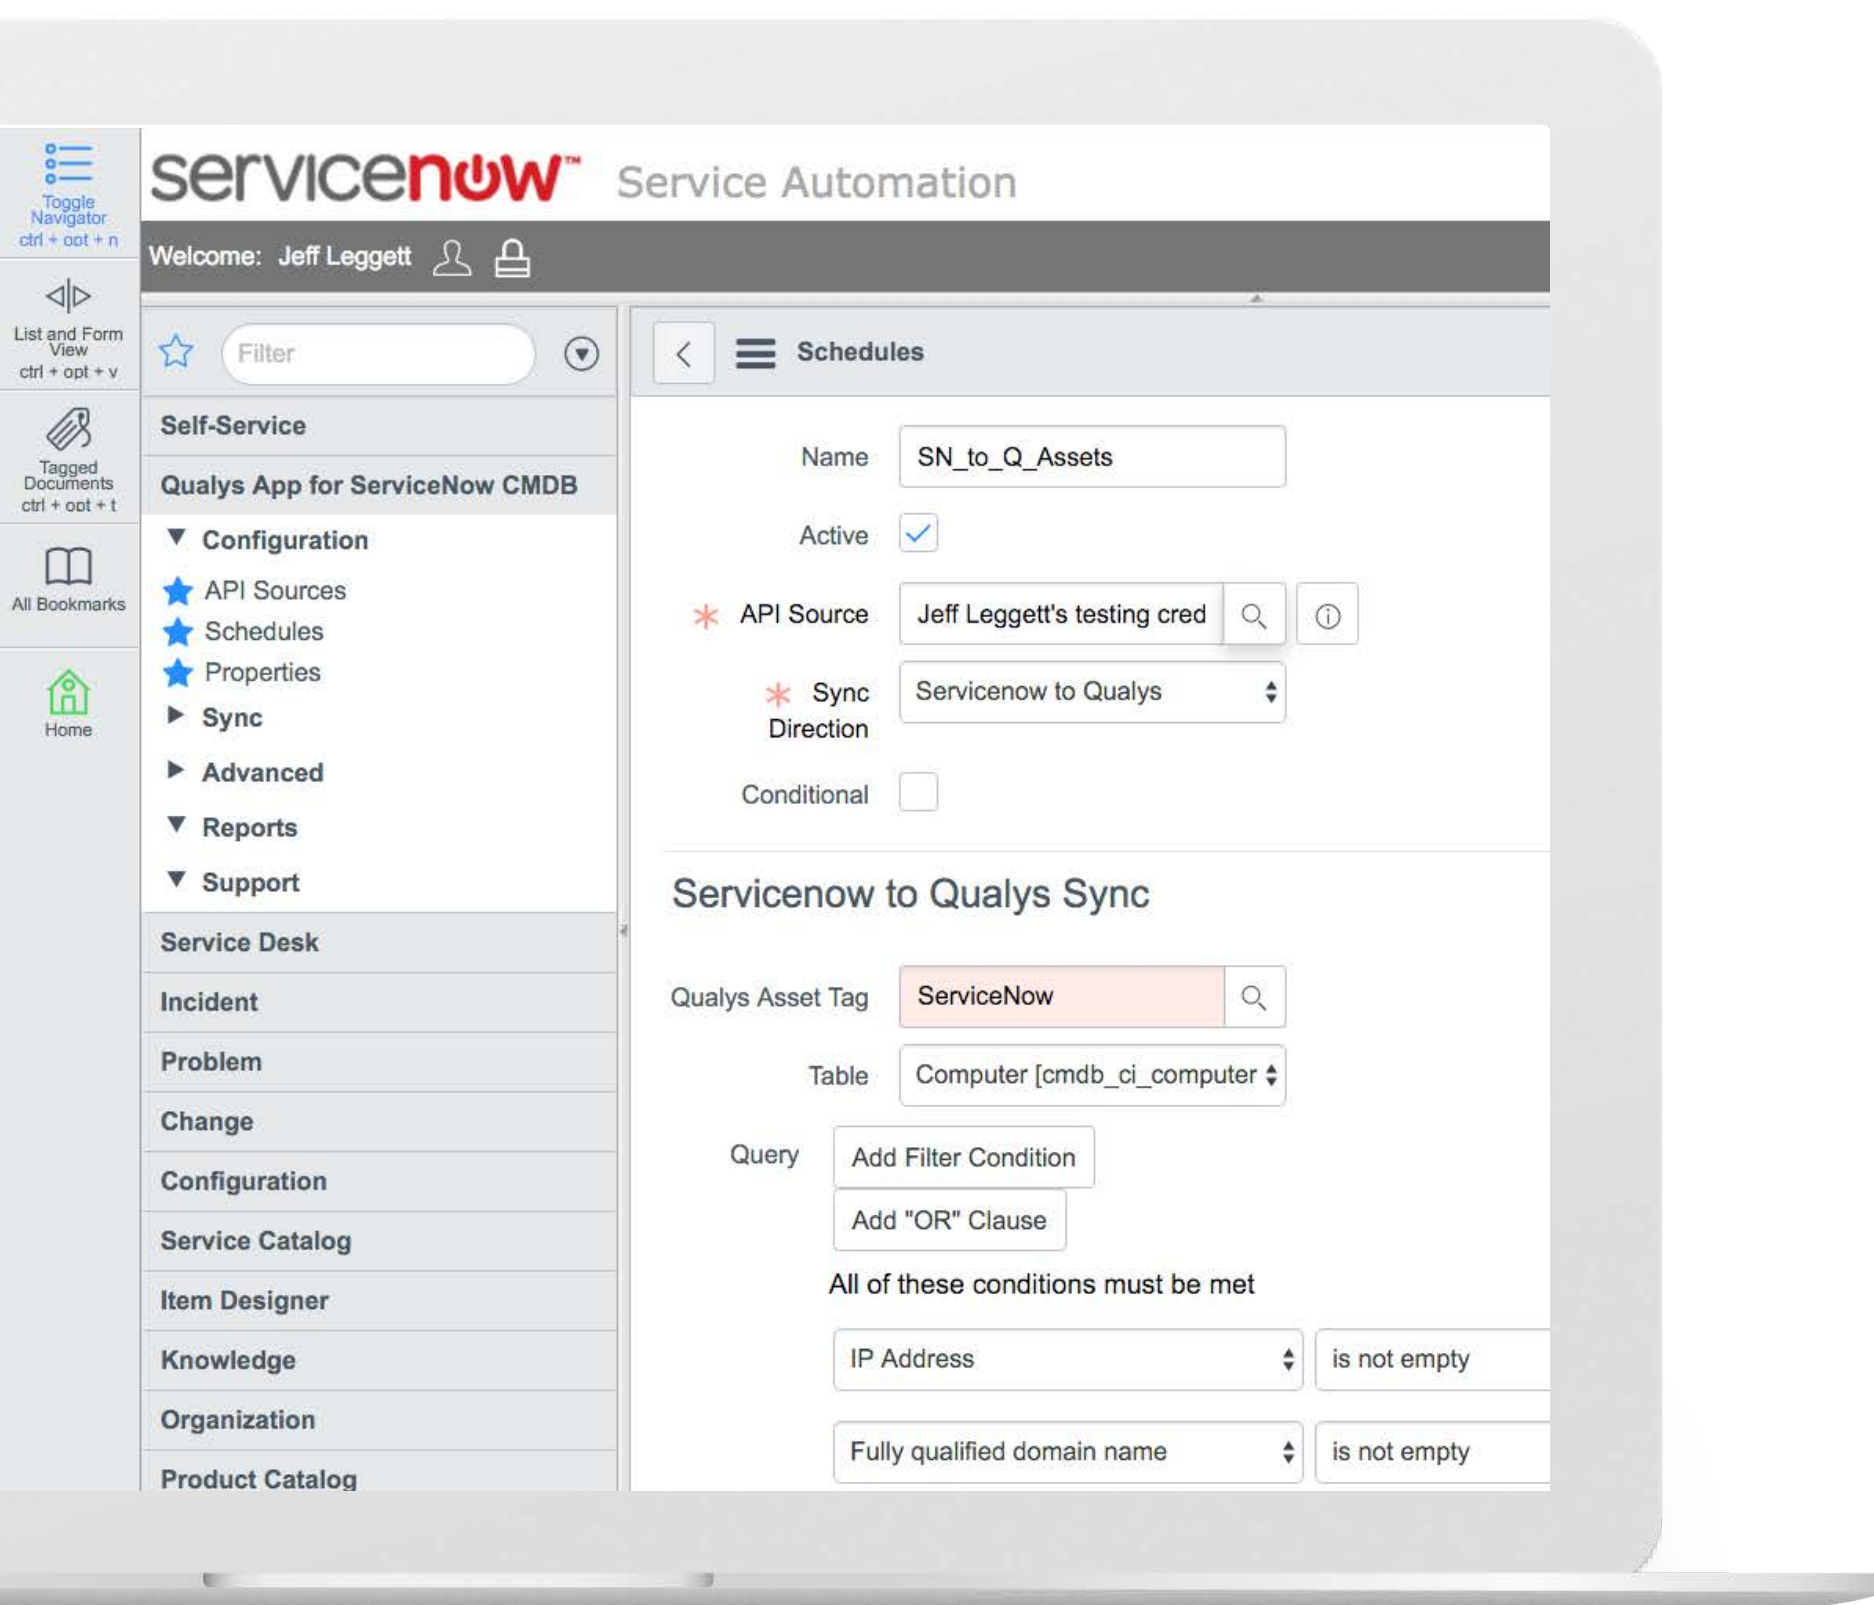 servicenow™ Service Automation
Toggle
Navigator
ctrl + opt + n
Welcome: Jeff Leggett
List and Form
View
ctrl + opt + v
Filter
Schedules
Tagged
Documents
ctrl + opt + t
All Bookmarks
Home
Self-Service
Qualys App for ServiceNow CMDB
Configuration
API Sources
Schedules
Properties
Sync
Advanced
Reports
Support
Service Desk
Incident
Problem
Change
Configuration
Service Catalog
Item Designer
Knowledge
Organization
Product Catalog
Name SN_to_Q_Assets
Active
* API Source Jeff Leggett's testing cred
* Sync Servicenow to Qualys
Direction
Conditional
Servicenow to Qualys Sync
Qualys Asset Tag ServiceNow
Table Computer [cmdb_ci_computer
Query Add Filter Condition
Add "OR" Clause
All of these conditions must be met
IP Address is not empty
Fully qualified domain name is not empty